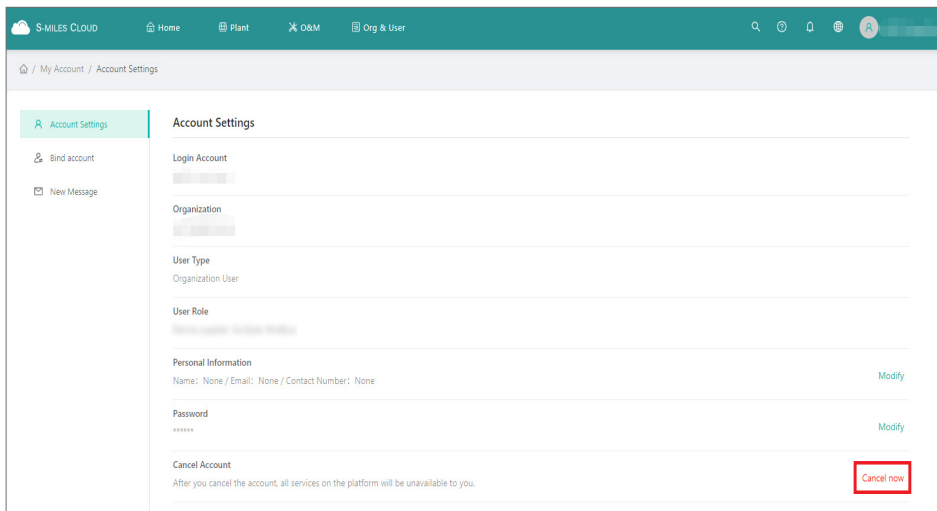 S-MILES CLOUD Home Plant O&M Org & User
/ My Account / Account Settings
Account Settings
Bind account
New Message
Account Settings
Login Account
Organization
User Type
Organization User
User Role
Personal Information
Name: None / Email: None / Contact Number: None
Modify
Password
******
Modify
Cancel Account
After you cancel the account, all services on the platform will be unavailable to you.
Cancel now